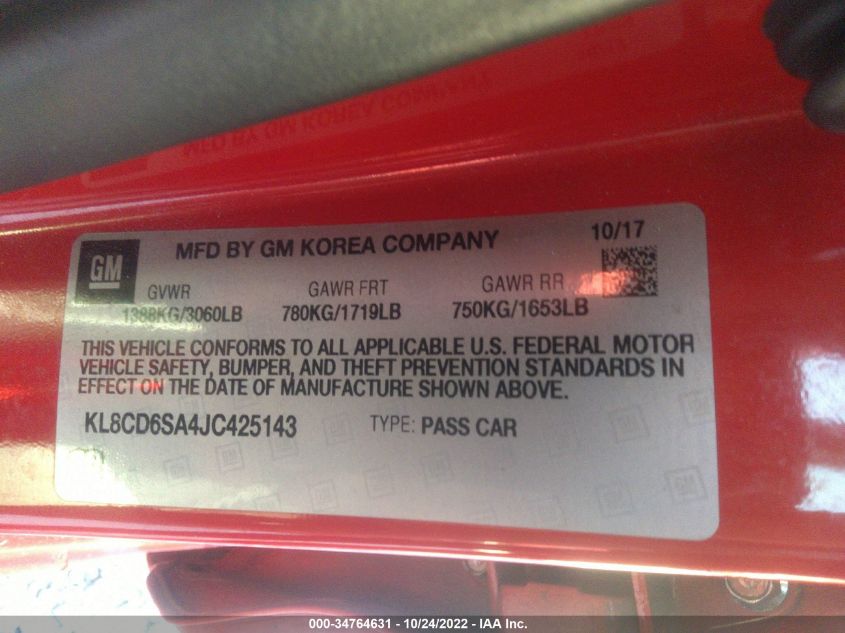 GM
MFD BY GM KOREA COMPANY
10/17
GVWR GAWR FRT GAWR RR
1388KG/3060LB 780KG/1719LB 750KG/1653LB
THIS VEHICLE CONFORMS TO ALL APPLICABLE U.S. FEDERAL MOTOR
VEHICLE SAFETY, BUMPER, AND THEFT PREVENTION STANDARDS IN
EFFECT ON THE DATE OF MANUFACTURE SHOWN ABOVE.
KL8CD6SA4JC425143 TYPE: PASS CAR
000-34764631 - 10/24/2022 - IAA Inc.